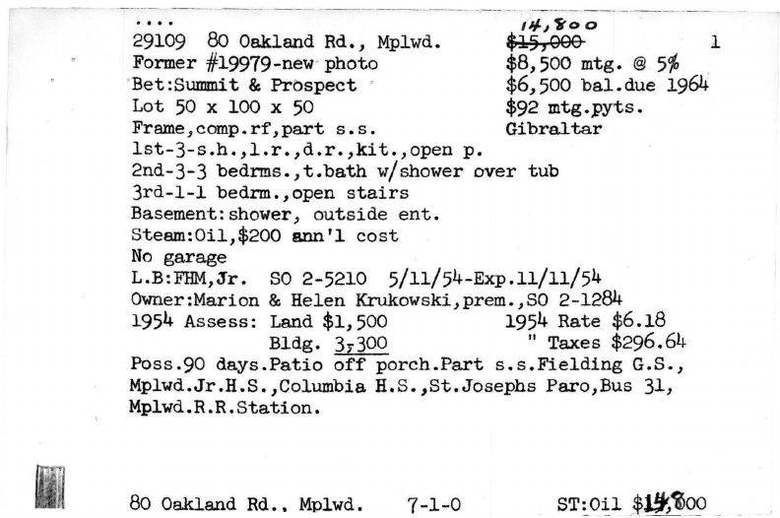 ....
14,800
29109 80 Oakland Rd., Mplwd. $15,000 1
Former #19979-new photo $8,500 mtg. @ 5%
Bet:Summit & Prospect $6,500 bal.due 1964
Lot 50 x 100 x 50 $92 mtg.pyts.
Frame,comp.rf,part s.s. Gibraltar
1st-3-s.h.,l.r.,d.r.,kit.,open p.
2nd-3-3 bedrms.,t.bath w/shower over tub
3rd-1-1 bedrm.,open stairs
Basement:shower, outside ent.
Steam:Oil,$200 ann'l cost
No garage
L.B:FHM,Jr. SO 2-5210 5/11/54-Exp.11/11/54
Owner:Marion & Helen Krukowski,prem.,SO 2-1284
1954 Assess: Land $1,500 1954 Rate $6.18
Bldg. 3,300 " Taxes $296.64
Poss.90 days.Patio off porch.Part s.s.Fielding G.S.,
Mplwd.Jr.H.S.,Columbia H.S.,St.Josephs Paro,Bus 31,
Mplwd.R.R.Station.
80 Oakland Rd., Mplwd. 7-1-0 ST:Oil $14,800